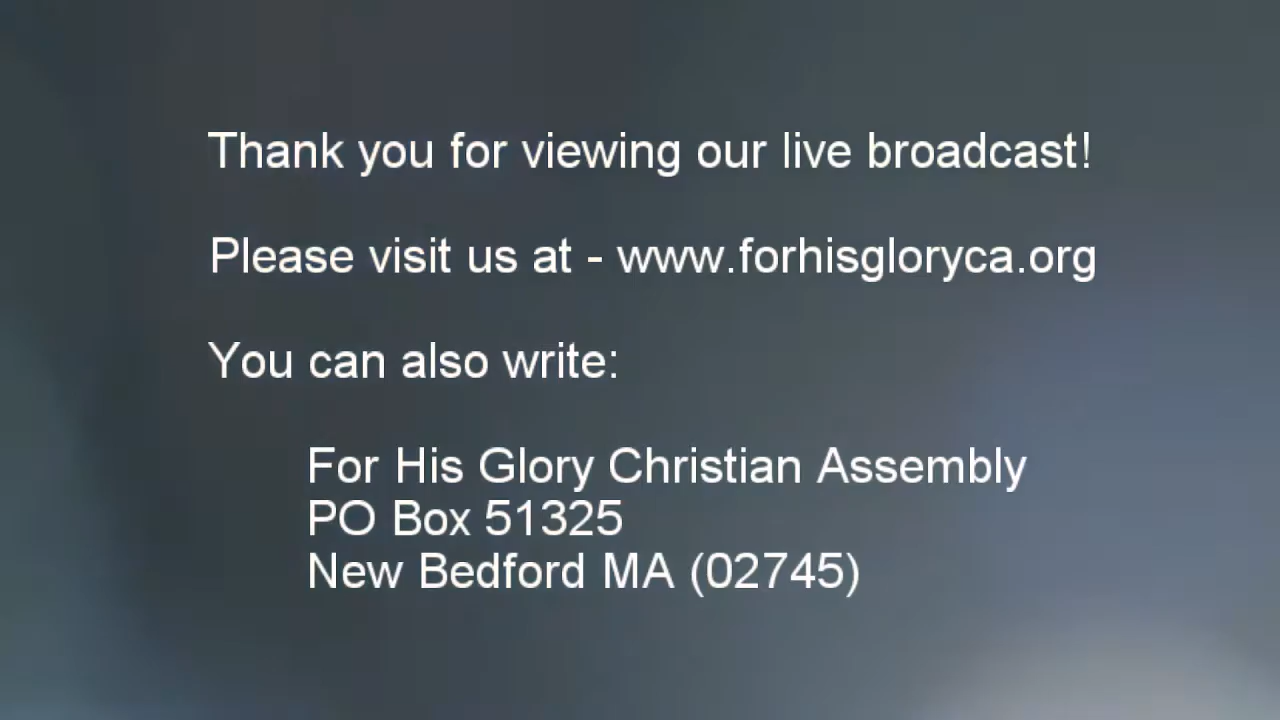 Thank you for viewing our live broadcast!
Please visit us at - www.forhisgloryca.org
You can also write:
For His Glory Christian Assembly
PO Box 51325
New Bedford MA (02745)